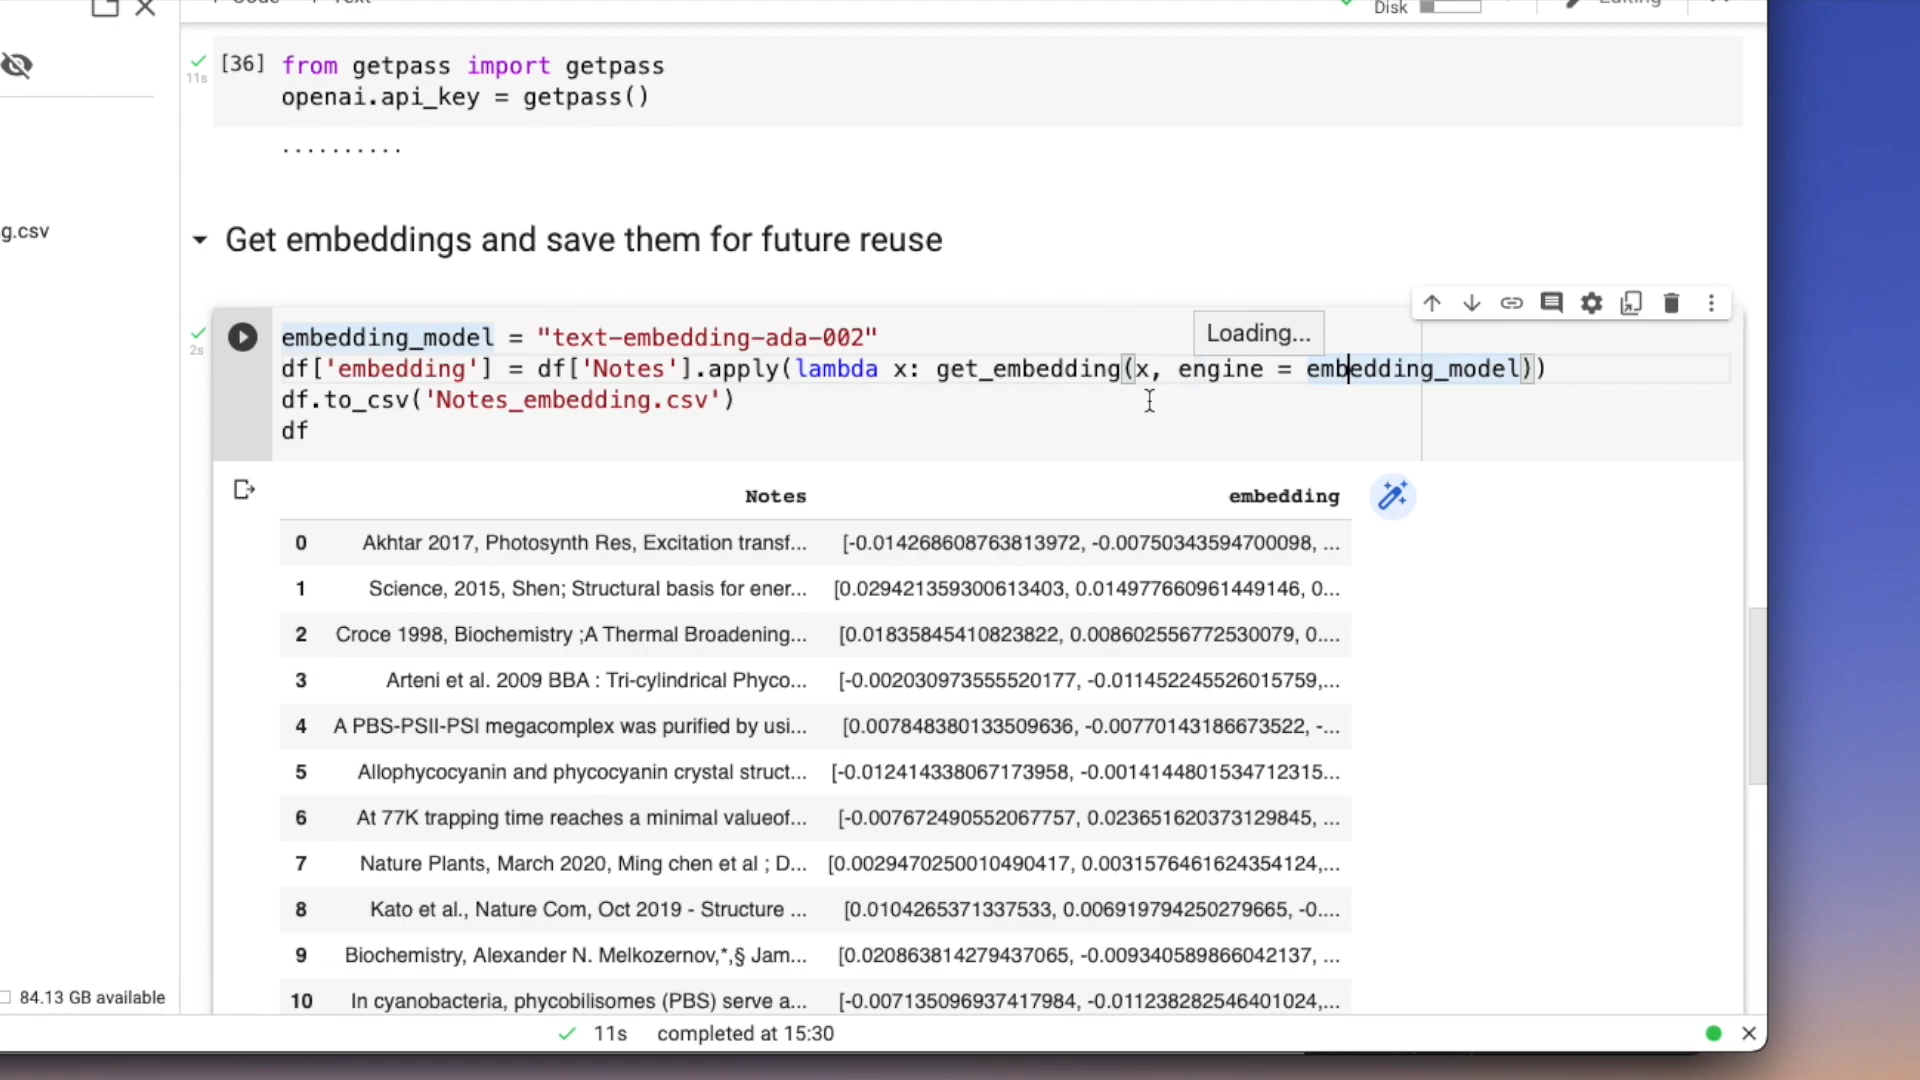 + Code + Text
Disk
Editing
11s
[36] from getpass import getpass
openai.api_key = getpass()
..........
g.csv
Get embeddings and save them for future reuse
2s
embedding_model = "text-embedding-ada-002"
Loading...
df['embedding'] = df['Notes'].apply(lambda x: get_embedding(x, engine = embedding_model))
df.to_csv('Notes_embedding.csv')
df
Notes embedding
0 Akhtar 2017, Photosynth Res, Excitation transf... [-0.014268608763813972, -0.00750343594700098, ...
1 Science, 2015, Shen; Structural basis for ener... [0.029421359300613403, 0.014977660961449146, 0...
2 Croce 1998, Biochemistry ;A Thermal Broadening... [0.01835845410823822, 0.008602556772530079, 0....
3 Arteni et al. 2009 BBA : Tri-cylindrical Phyco... [-0.002030973555520177, -0.011452245526015759,...
4 A PBS-PSII-PSI megacomplex was purified by usi... [0.007848380133509636, -0.00770143186673522, -...
5 Allophycocyanin and phycocyanin crystal struct... [-0.012414338067173958, -0.0014144801534712315...
6 At 77K trapping time reaches a minimal valueof... [-0.007672490552067757, 0.023651620373129845, ...
7 Nature Plants, March 2020, Ming chen et al ; D... [0.0029470250010490417, 0.0031576461624354124,...
8 Kato et al., Nature Com, Oct 2019 - Structure ... [0.0104265371337533, 0.006919794250279665, -0....
9 Biochemistry, Alexander N. Melkozernov,*,§ Jam... [0.020863814279437065, -0.009340589866042137, ...
10 In cyanobacteria, phycobilisomes (PBS) serve a... [-0.007135096937417984, -0.011238282546401024,...
84.13 GB available
11s completed at 15:30